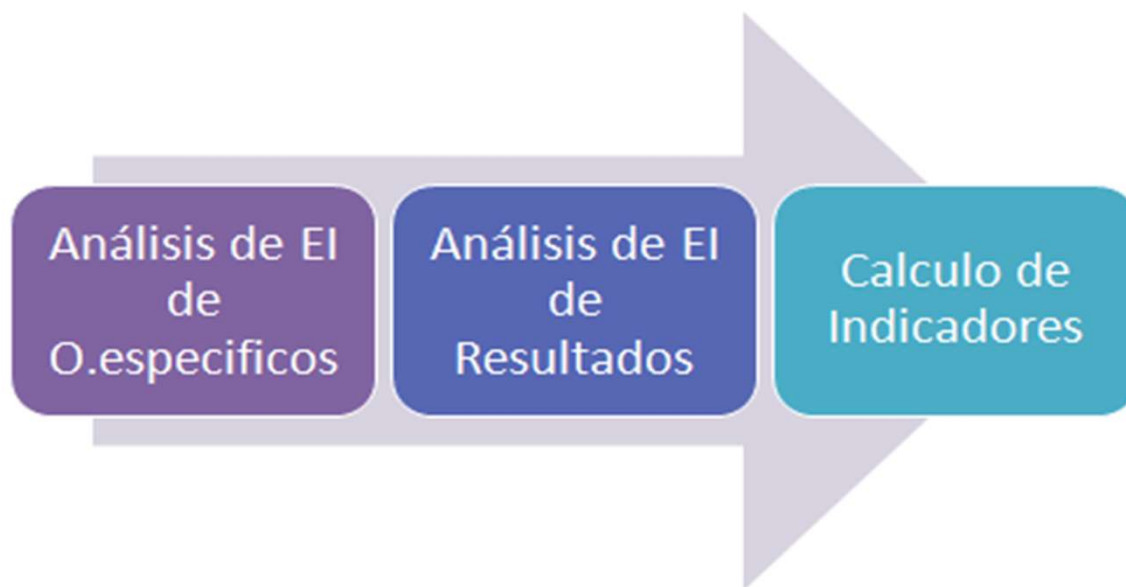 Análisis de EI
de
O.especificos
Análisis de EI
de
Resultados
Calculo de
Indicadores